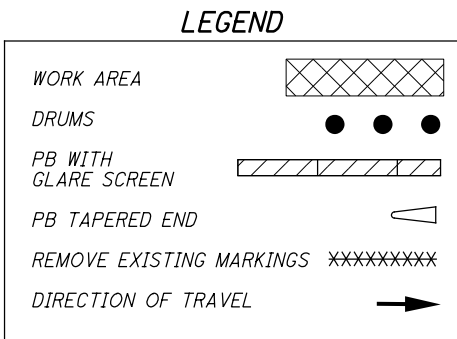 LEGEND
WORK AREA
DRUMS
PB WITH
GLARE SCREEN
PB TAPERED END
REMOVE EXISTING MARKINGS
DIRECTION OF TRAVEL